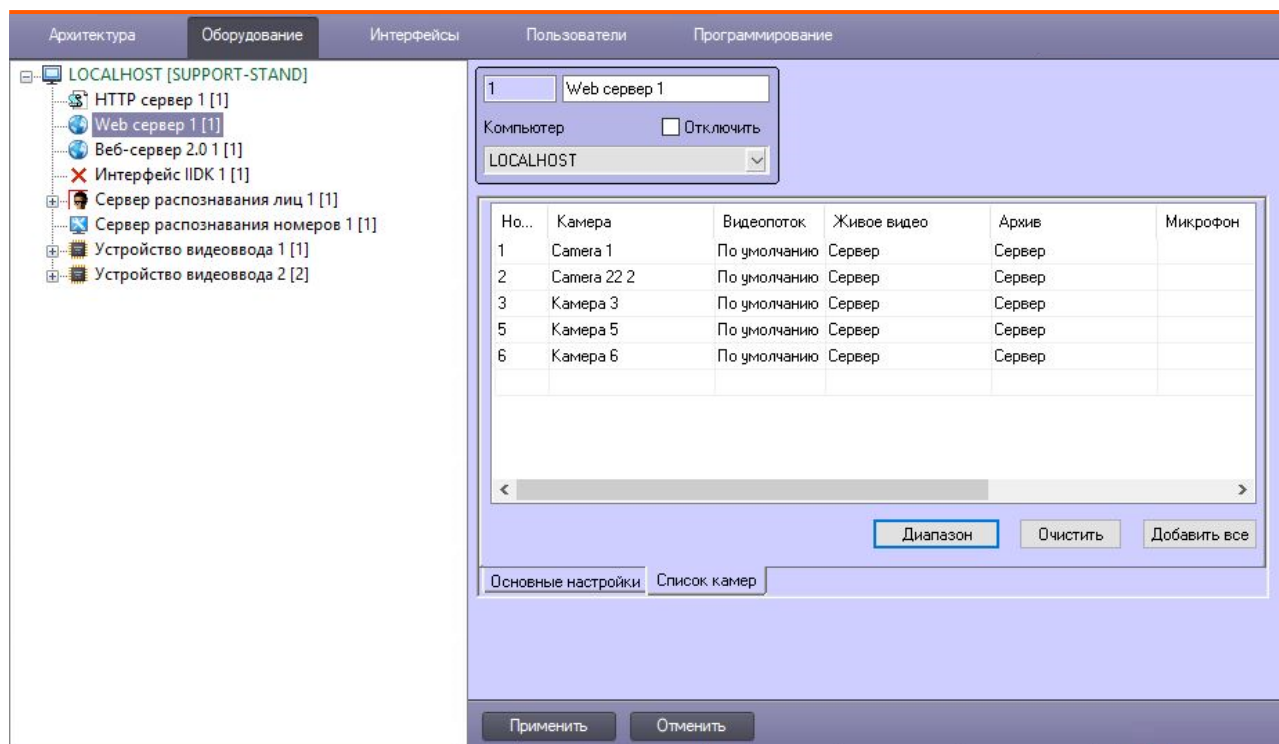 Архитектура Оборудование Интерфейсы Пользователи Программирование
LOCALHOST [SUPPORT-STAND]
HTTP сервер 1 [1]
Web сервер 1 [1]
Веб-сервер 2.0 1 [1]
Интерфейс IIDK 1 [1]
Сервер распознавания лиц 1 [1]
Сервер распознавания номеров 1 [1]
Устройство видеоввода 1 [1]
Устройство видеоввода 2 [2]
1 Web сервер 1
Компьютер Отключить
LOCALHOST
Но... Камера Видеопоток Живое видео Архив Микрофон
1 Camera 1 По умолчанию Сервер Сервер
2 Camera 22 2 По умолчанию Сервер Сервер
3 Камера 3 По умолчанию Сервер Сервер
5 Камера 5 По умолчанию Сервер Сервер
6 Камера 6 По умолчанию Сервер Сервер
Диапазон Очистить Добавить все
Основные настройки Список камер
Применить Отменить